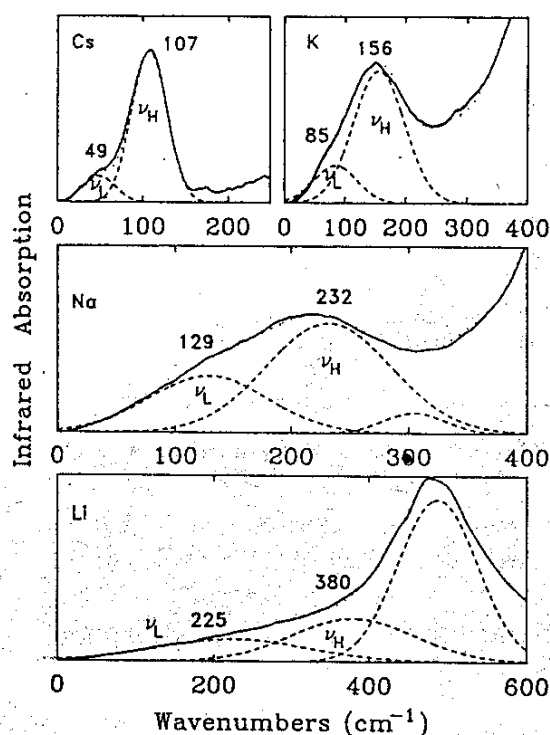 Cs
107
49
νH
νL
0 100 200
K
156
85
νH
νL
0 100 200 300 400
Infrared Absorption
Na
129
232
νL
νH
0 100 200 300 400
Li
νL
225
380
νH
0 200 400 600
Wavenumbers (cm⁻¹)